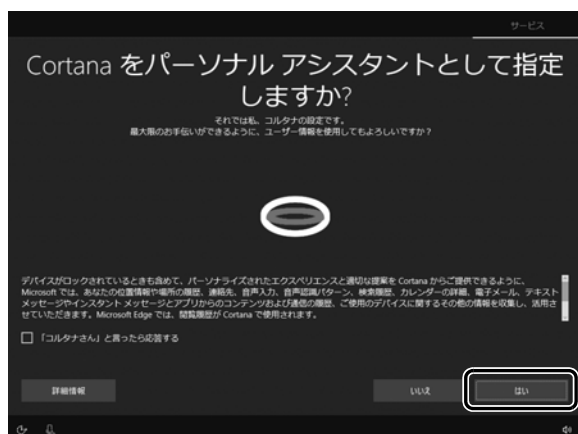 サービス
Cortana をパーソナル アシスタントとして指定
しますか?
それでは私、コルタナの設定です。
最大限のお手伝いができるように、ユーザー情報を使用してもよろしいですか？
デバイスがロックされているときも含めて、パーソナライズされたエクスペリエンスと適切な提案を Cortana からご提供できるように、
Microsoft では、あなたの位置情報や場所の履歴、連絡先、音声入力、音声認識パターン、検索履歴、カレンダーの詳細、電子メール、テキスト
メッセージやインスタント メッセージとアプリからのコンテンツおよび通信の履歴、ご使用のデバイスに関するその他の情報を収集し、活用さ
せていただきます。Microsoft Edge では、閲覧履歴が Cortana で使用されます。
「コルタナさん」と言ったら応答する
詳細情報
いいえ
はい